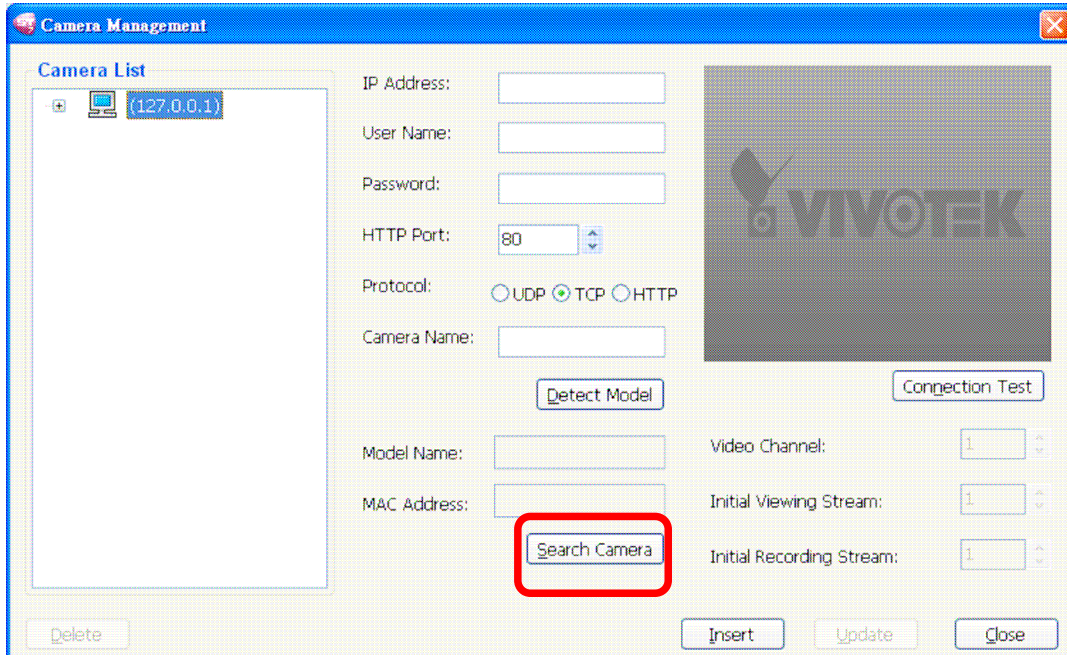 Camera Management
Camera List
(127.0.0.1)
IP Address:
User Name:
Password:
HTTP Port: 80
Protocol: UDP TCP HTTP
Camera Name:
Detect Model
Model Name:
MAC Address:
Search Camera
VIVOTEK
Connection Test
Video Channel: 1
Initial Viewing Stream: 1
Initial Recording Stream: 1
Delete
Insert Update Close